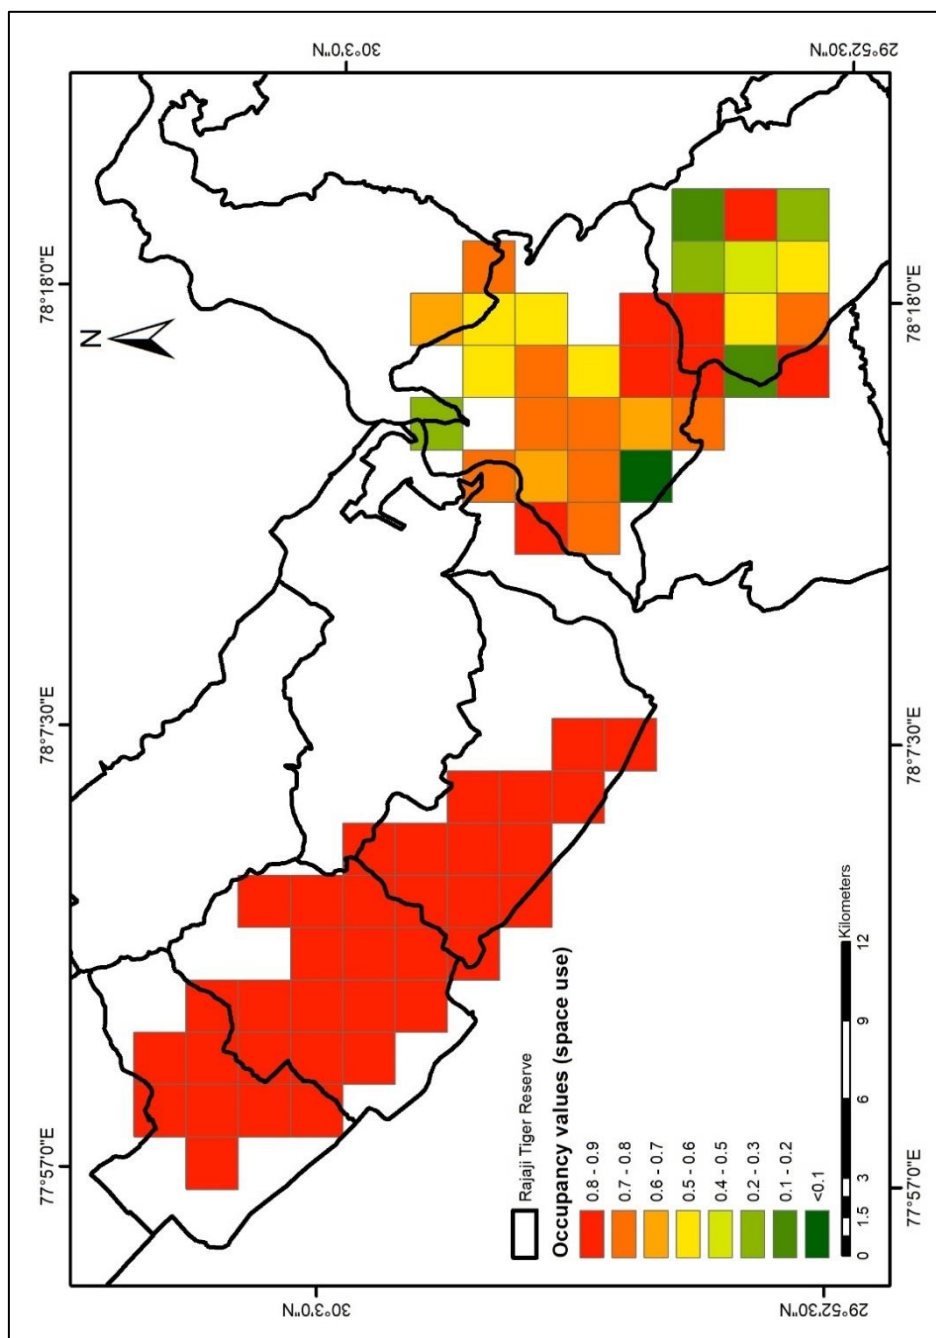 77°57'0"E
78°7'30"E
78°18'0"E
N
30°3'0"N
30°3'0"N
Rajaji Tiger Reserve
Occupancy values (space use)
0.8 - 0.9
0.7 - 0.8
0.6 - 0.7
0.5 - 0.6
0.4 - 0.5
0.2 - 0.3
0.1 - 0.2
<0.1
29°52'30"N
29°52'30"N
0 1.5 3 6 9 12
Kilometers
77°57'0"E
78°7'30"E
78°18'0"E